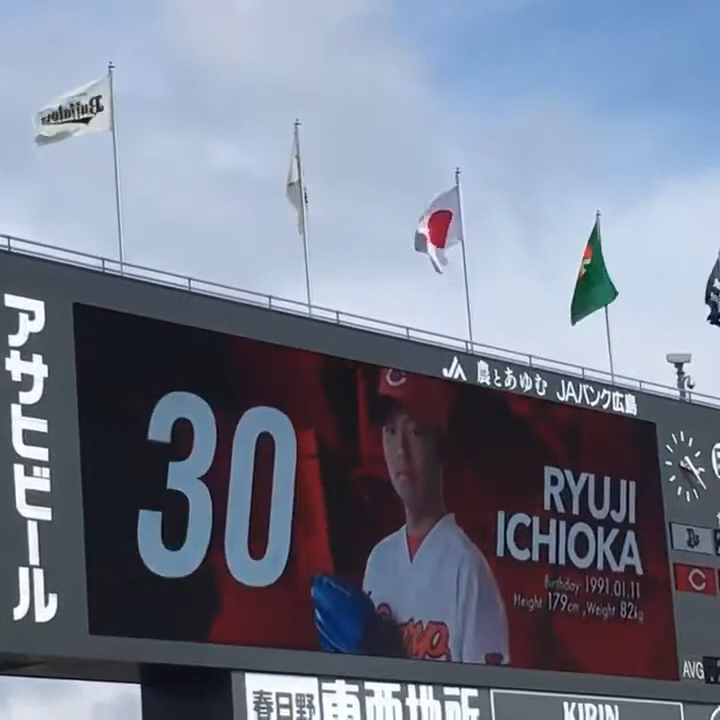 Buffaloes
アサヒビール
JA 農とあゆむ JAバンク広島
30
C
RYUJI
ICHIOKA
Birthday 1991.01.11
Height 179cm , Weight 82kg
B
C
AVG
春日野 東西地所
KIRIN